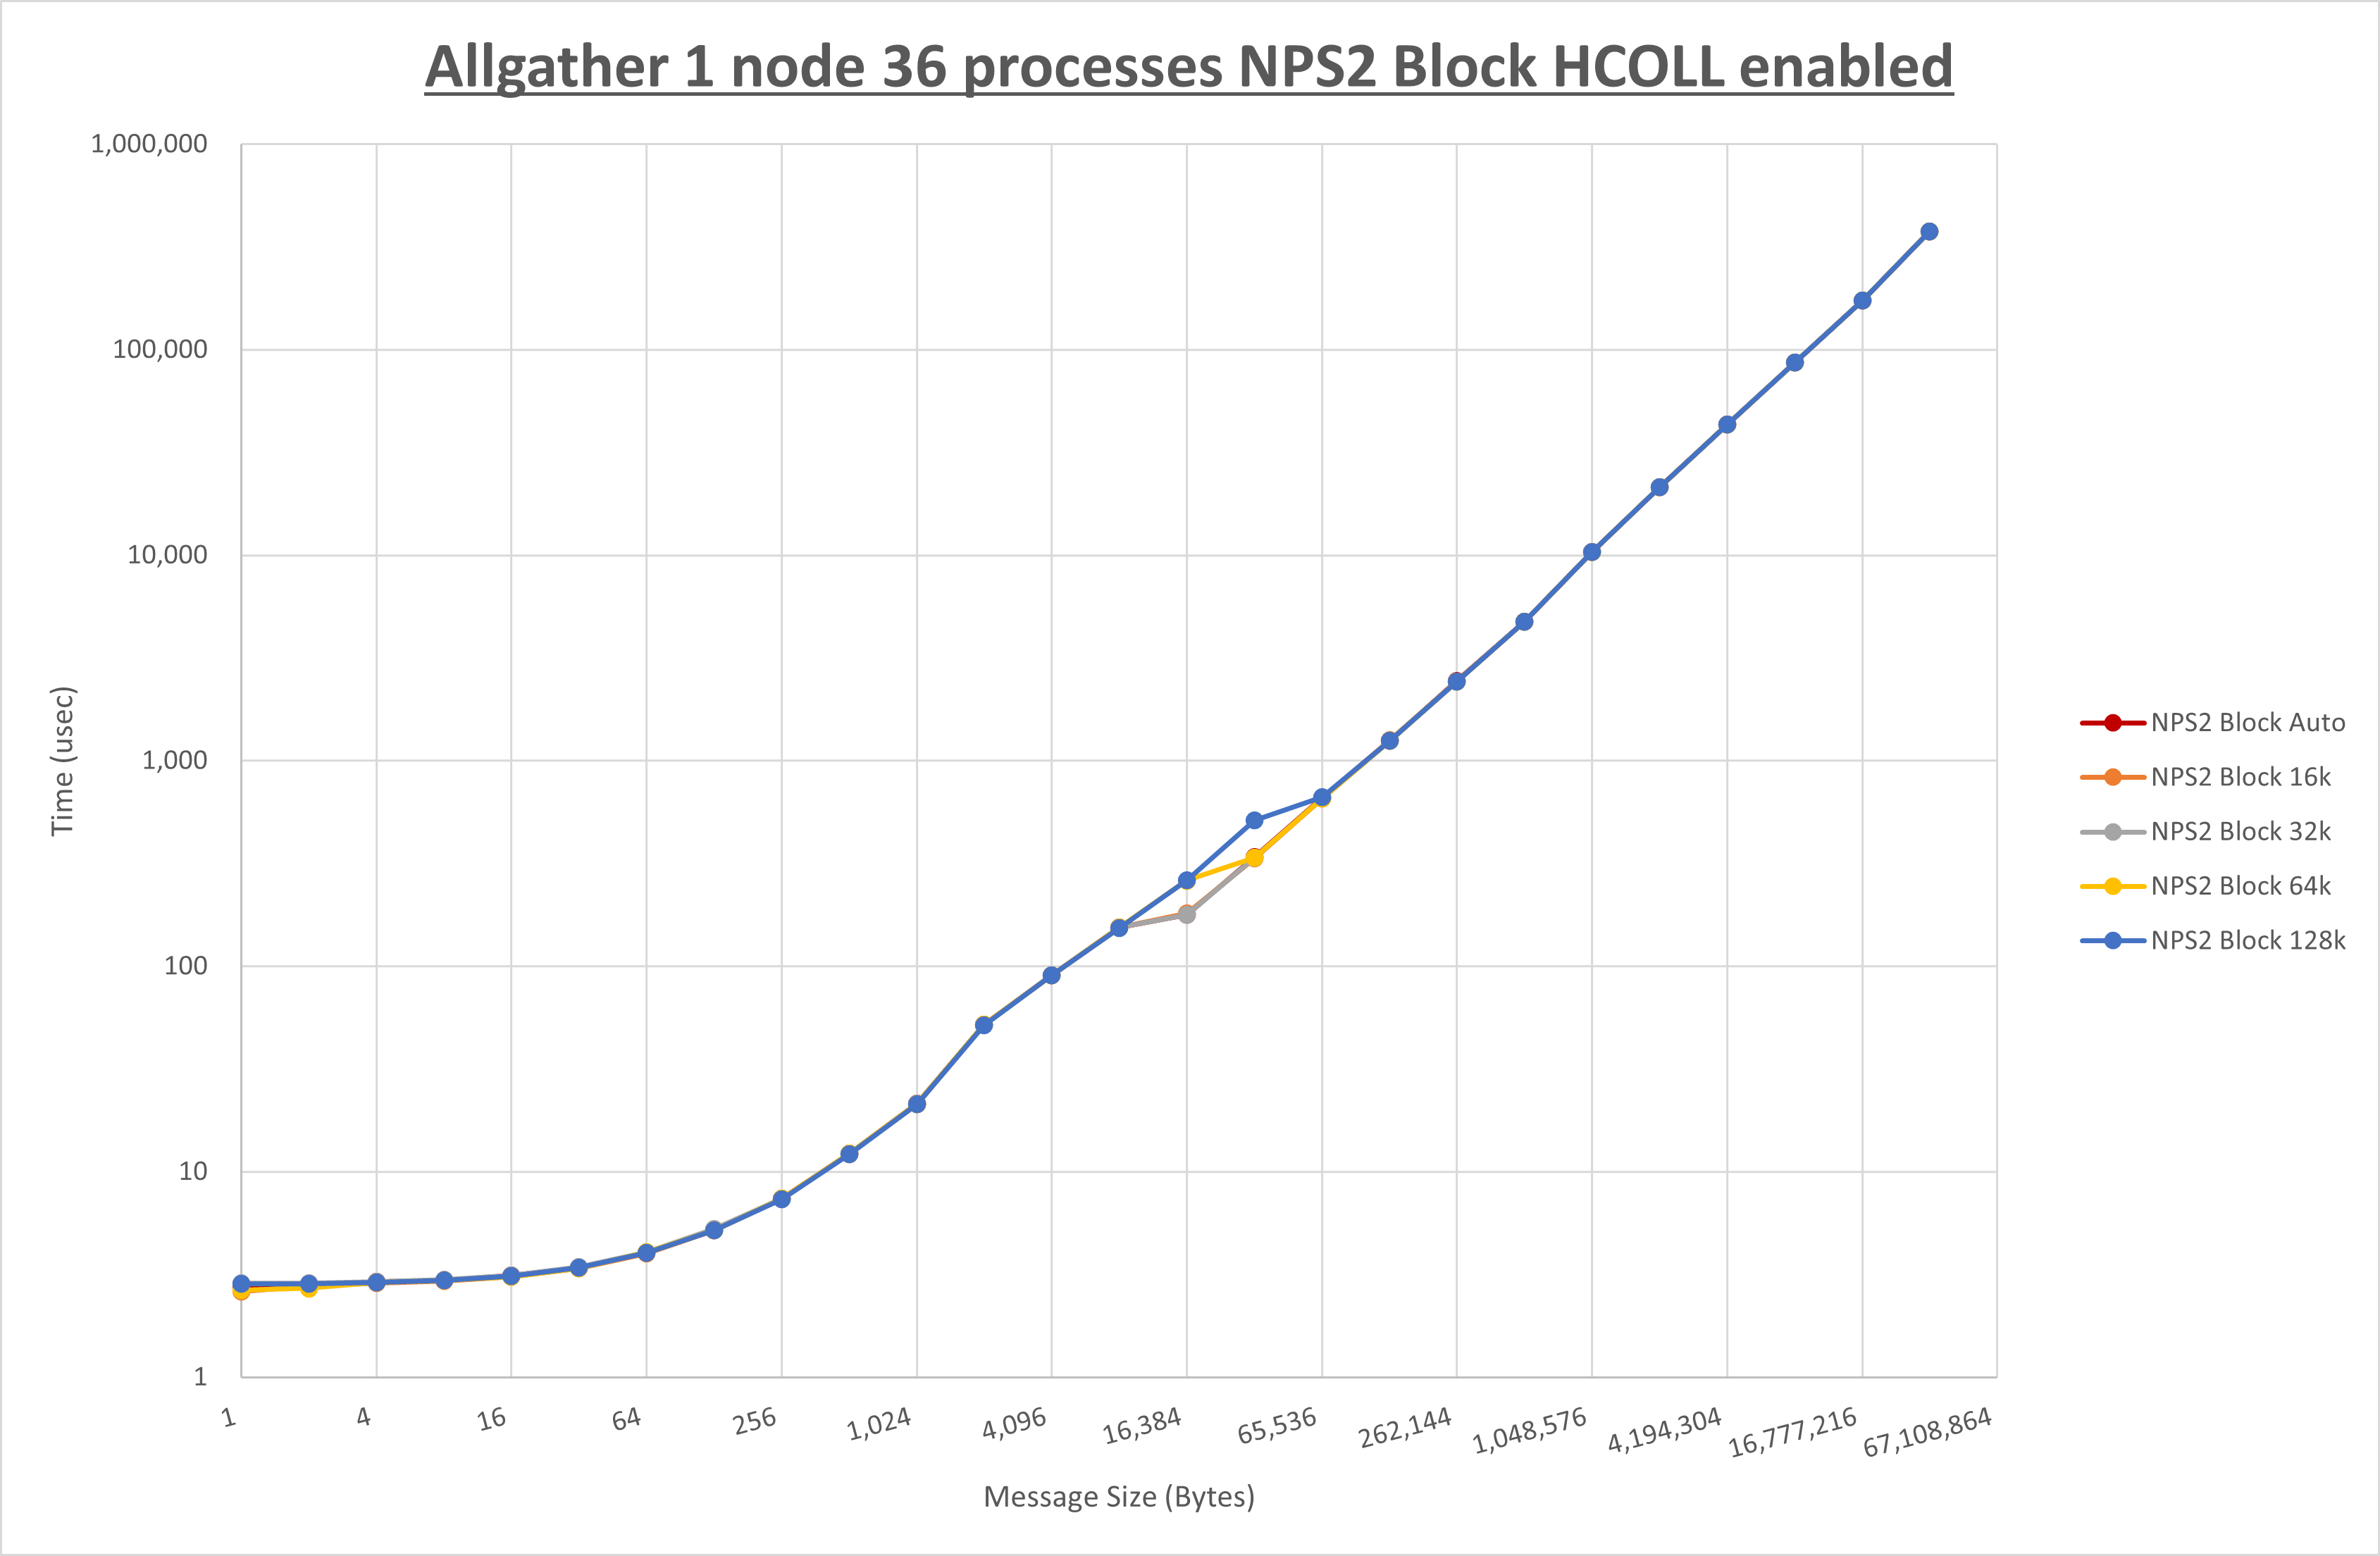 Allgather 1 node 36 processes NPS2 Block HCOLL enabled
1,000,000
100,000
10,000
1,000
100
10
1
Time (usec)
1
4
16
64
256
1,024
4,096
16,384
65,536
262,144
1,048,576
4,194,304
16,777,216
67,108,864
Message Size (Bytes)
NPS2 Block Auto
NPS2 Block 16k
NPS2 Block 32k
NPS2 Block 64k
NPS2 Block 128k